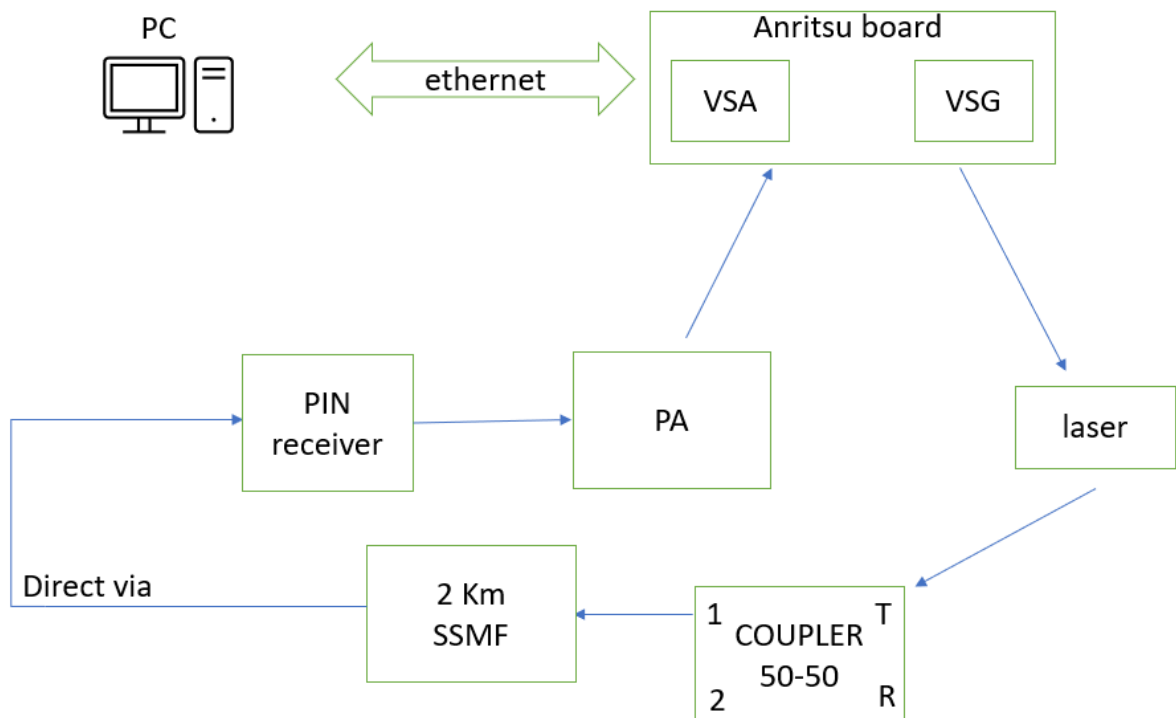 PC
Anritsu board
ethernet
VSA
VSG
PIN
receiver
PA
laser
Direct via
2 Km
SSMF
1
T
COUPLER
50-50
2
R